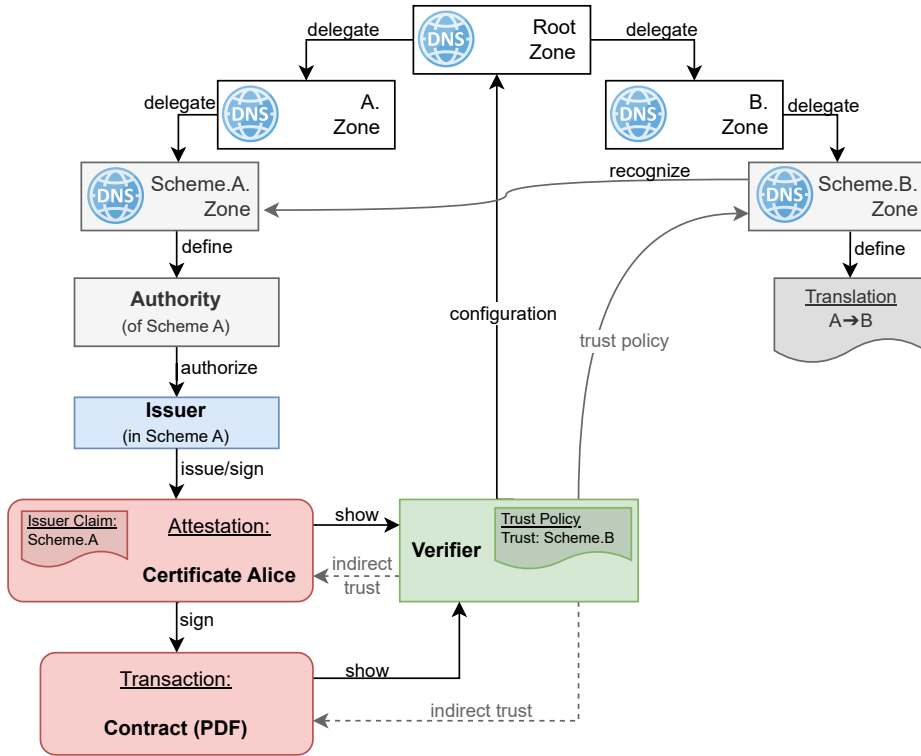 delegate
DNS
Root
Zone
delegate
delegate
DNS
A.
Zone
DNS
B.
Zone
delegate
DNS
Scheme.A.
Zone
recognize
DNS
Scheme.B.
Zone
define
define
Authority
(of Scheme A)
configuration
Translation
A➔B
trust policy
authorize
Issuer
(in Scheme A)
issue/sign
Issuer Claim:
Scheme.A
Attestation:
Certificate Alice
show
indirect
trust
Verifier
Trust Policy
Trust: Scheme.B
sign
Transaction:
Contract (PDF)
show
indirect trust